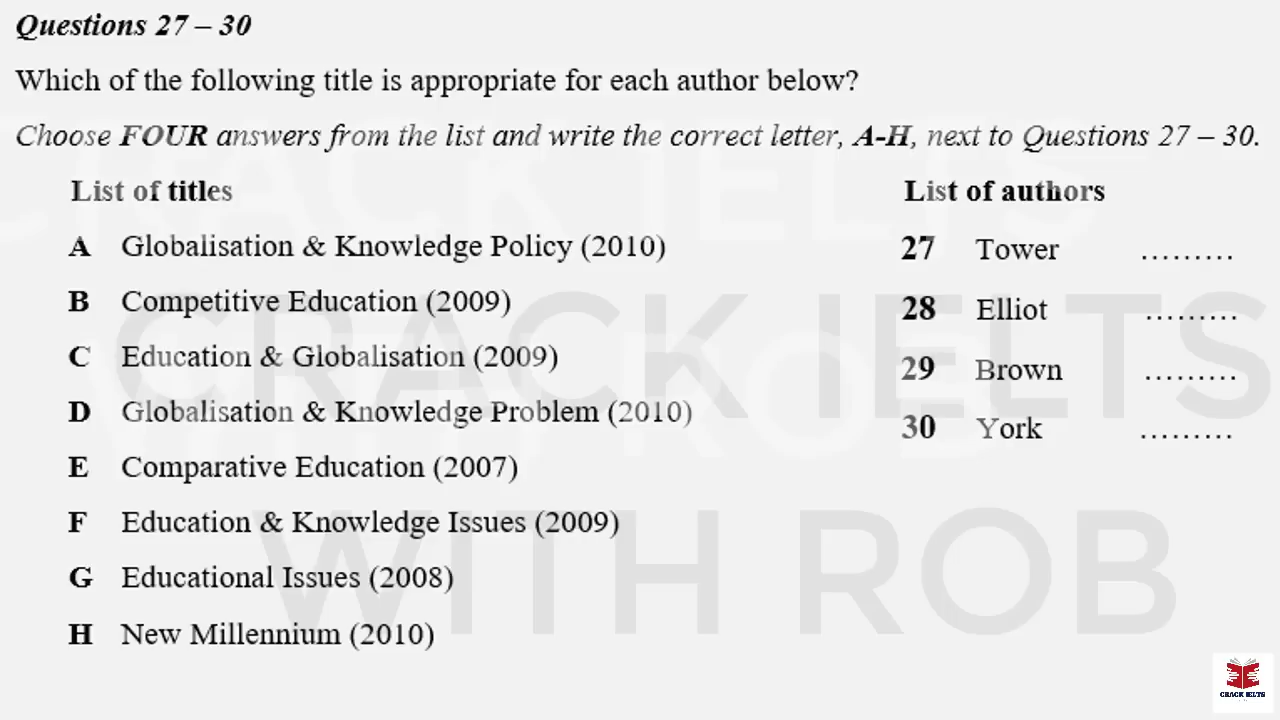 Questions 27 – 30
Which of the following title is appropriate for each author below?
Choose FOUR answers from the list and write the correct letter, A-H, next to Questions 27 – 30.
List of titles
A Globalisation & Knowledge Policy (2010)
B Competitive Education (2009)
C Education & Globalisation (2009)
D Globalisation & Knowledge Problem (2010)
E Comparative Education (2007)
F Education & Knowledge Issues (2009)
G Educational Issues (2008)
H New Millennium (2010)
List of authors
27 Tower ………
28 Elliot ………
29 Brown ………
30 York ………
CRACK IELTS
WITH ROB
CRACK IELTS